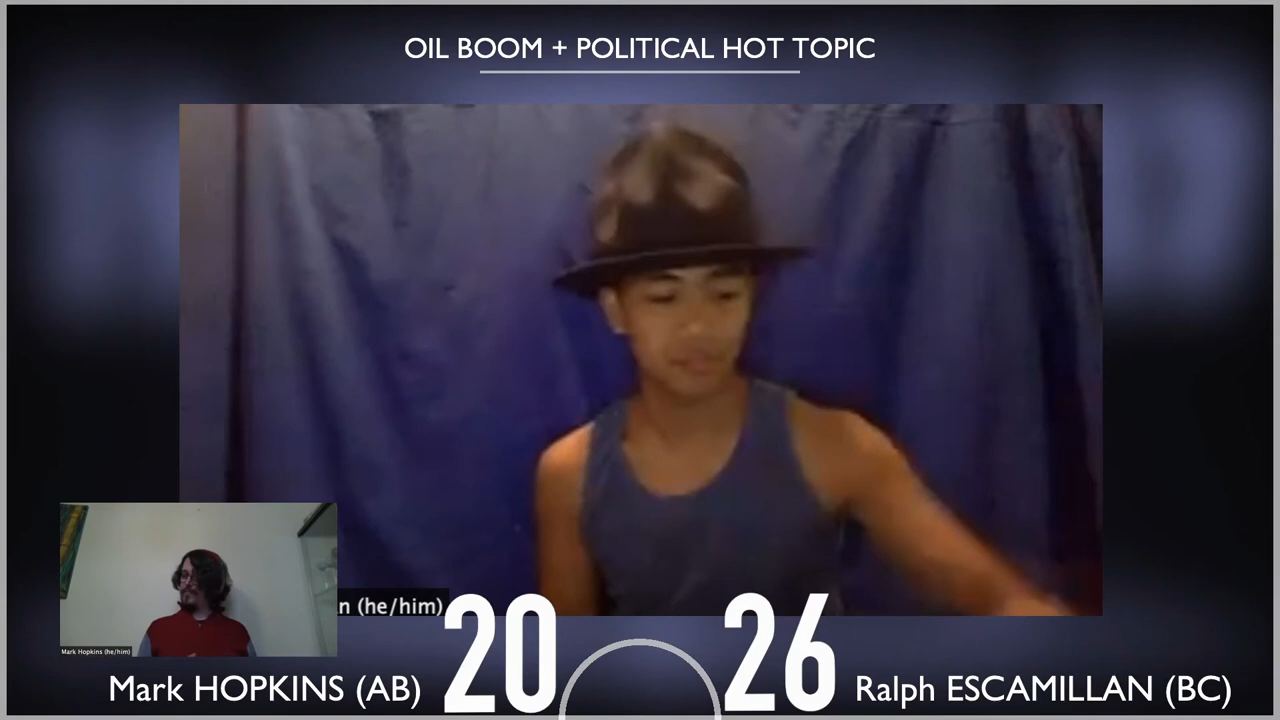 OIL BOOM + POLITICAL HOT TOPIC
n (he/him)
Mark Hopkins (he/him)
20 26
Mark HOPKINS (AB)
Ralph ESCAMILLAN (BC)